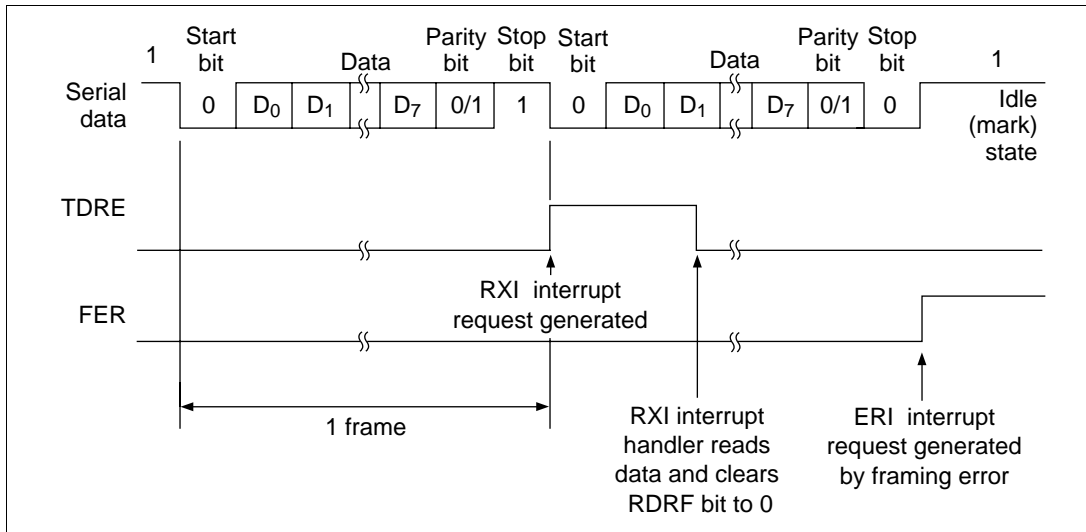 1
Start bit
Data
Parity bit
Stop bit
Start bit
Data
Parity bit
Stop bit
1
Serial data
0 D0 D1 D7 0/1 1 0 D0 D1 D7 0/1 0
Idle (mark) state
TDRE
RXI interrupt
request generated
FER
1 frame
RXI interrupt
handler reads
data and clears
RDRF bit to 0
ERI interrupt
request generated
by framing error